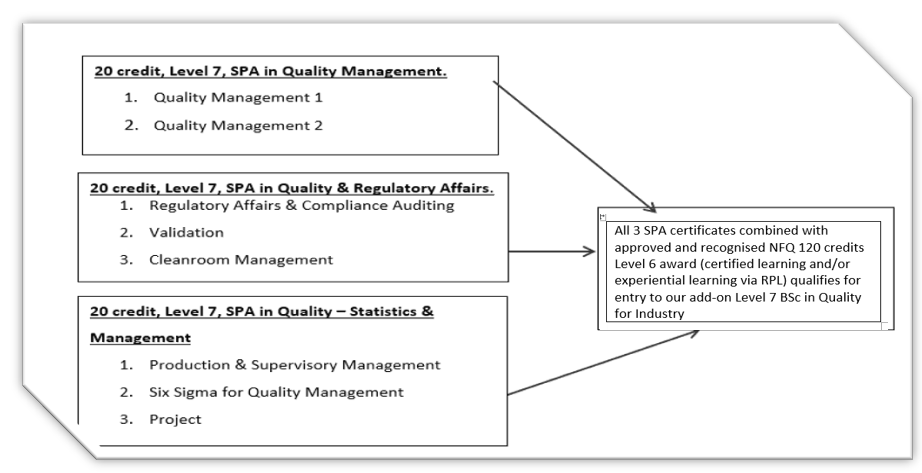 20 credit, Level 7, SPA in Quality Management.
1. Quality Management 1
2. Quality Management 2
20 credit, Level 7, SPA in Quality & Regulatory Affairs.
1. Regulatory Affairs & Compliance Auditing
2. Validation
3. Cleanroom Management
20 credit, Level 7, SPA in Quality – Statistics &
Management
1. Production & Supervisory Management
2. Six Sigma for Quality Management
3. Project
All 3 SPA certificates combined with
approved and recognised NFQ 120 credits
Level 6 award (certified learning and/or
experiential learning via RPL) qualifies for
entry to our add-on Level 7 BSc in Quality
for Industry